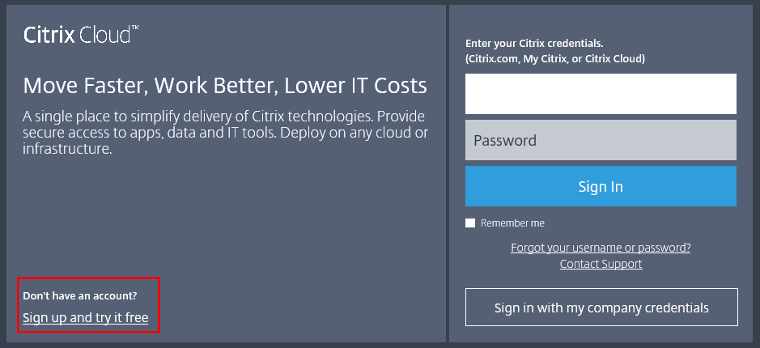 Citrix Cloud™
Move Faster, Work Better, Lower IT Costs
A single place to simplify delivery of Citrix technologies. Provide
secure access to apps, data and IT tools. Deploy on any cloud or
infrastructure.
Don't have an account?
Sign up and try it free
Enter your Citrix credentials.
(Citrix.com, My Citrix, or Citrix Cloud)
Password
Sign In
Remember me
Forgot your username or password?
Contact Support
Sign in with my company credentials